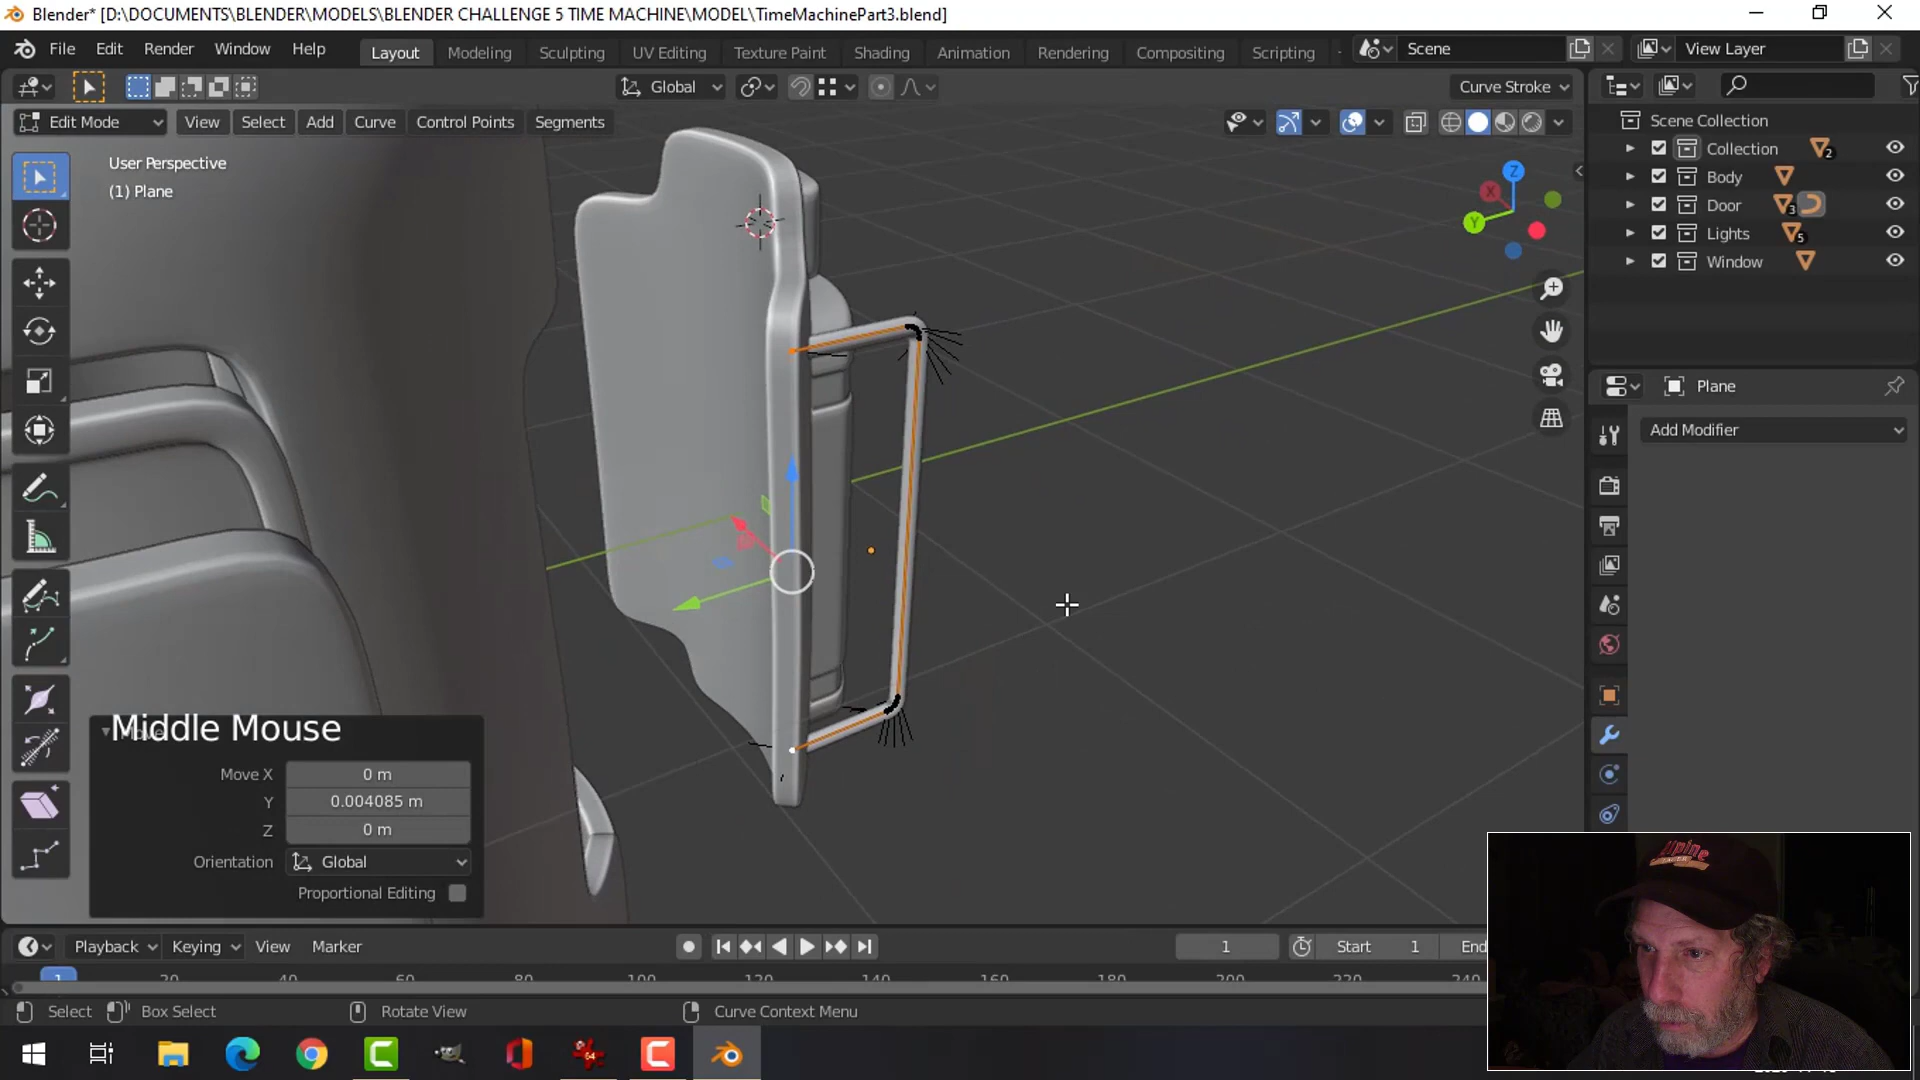 Blender* [D:\DOCUMENTS\BLENDER\MODELS\BLENDER CHALLENGE 5 TIME MACHINE\MODEL\TimeMachinePart3.blend]
File Edit Render Window Help Layout Modeling Sculpting UV Editing Texture Paint Shading Animation Rendering Compositing Scripting Scene View Layer
Global Curve Stroke
Edit Mode View Select Add Curve Control Points Segments
Scene Collection
User Perspective
(1) Plane
Collection 2
Body
Door 3
Lights 5
Window
Z
X
Y
Plane
Add Modifier
Middle Mouse
Move X 0 m
Y 0.004085 m
Z 0 m
Orientation Global
Proportional Editing
Playback Keying View Marker 1 Start 1 End
1 20 40 60 80 100 120 140 160 180 200 220 240
Select Box Select Rotate View Curve Context Menu